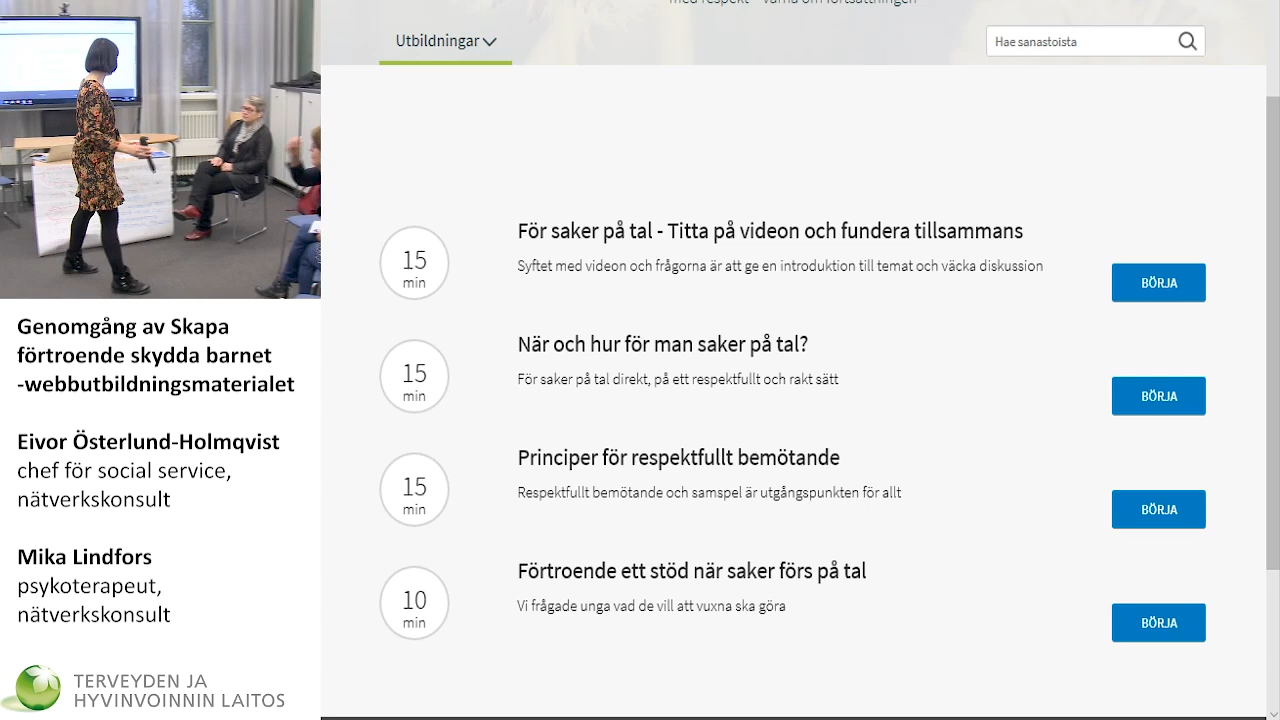 med respekt - värna om fortsättningen
Utbildningar
Hae sanastoista
15
min
För saker på tal - Titta på videon och fundera tillsammans
Syftet med videon och frågorna är att ge en introduktion till temat och väcka diskussion
BÖRJA
15
min
När och hur för man saker på tal?
För saker på tal direkt, på ett respektfullt och rakt sätt
BÖRJA
15
min
Principer för respektfullt bemötande
Respektfullt bemötande och samspel är utgångspunkten för allt
BÖRJA
10
min
Förtroende ett stöd när saker förs på tal
Vi frågade unga vad de vill att vuxna ska göra
BÖRJA
Genomgång av Skapa
förtroende skydda barnet
-webbutbildningsmaterialet
Eivor Österlund-Holmqvist
chef för social service,
nätverkskonsult
Mika Lindfors
psykoterapeut,
nätverkskonsult
TERVEYDEN JA
HYVINVOINNIN LAITOS